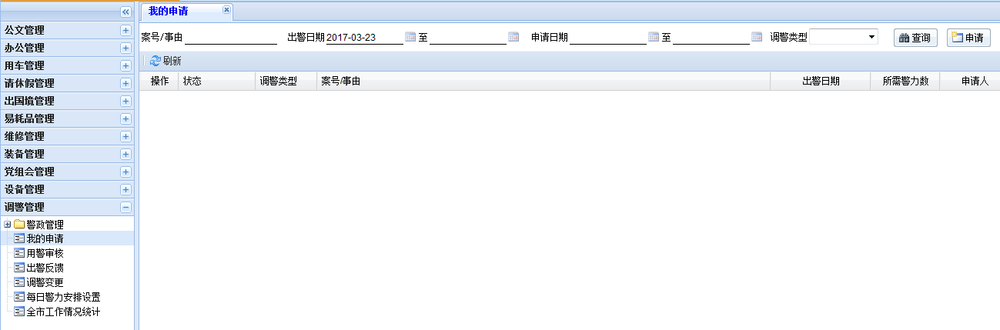 我的申请
公文管理
办公管理
用车管理
请休假管理
出国境管理
易耗品管理
维修管理
装备管理
党组会管理
设备管理
调警管理
警政管理
我的申请
用警审核
出警反馈
调警变更
每日警力安排设置
全市工作情况统计
案号/事由 出警日期 2017-03-23 至 申请日期 至 调警类型 查询 申请
刷新
操作 状态 调警类型 案号/事由 出警日期 所需警力数 申请人